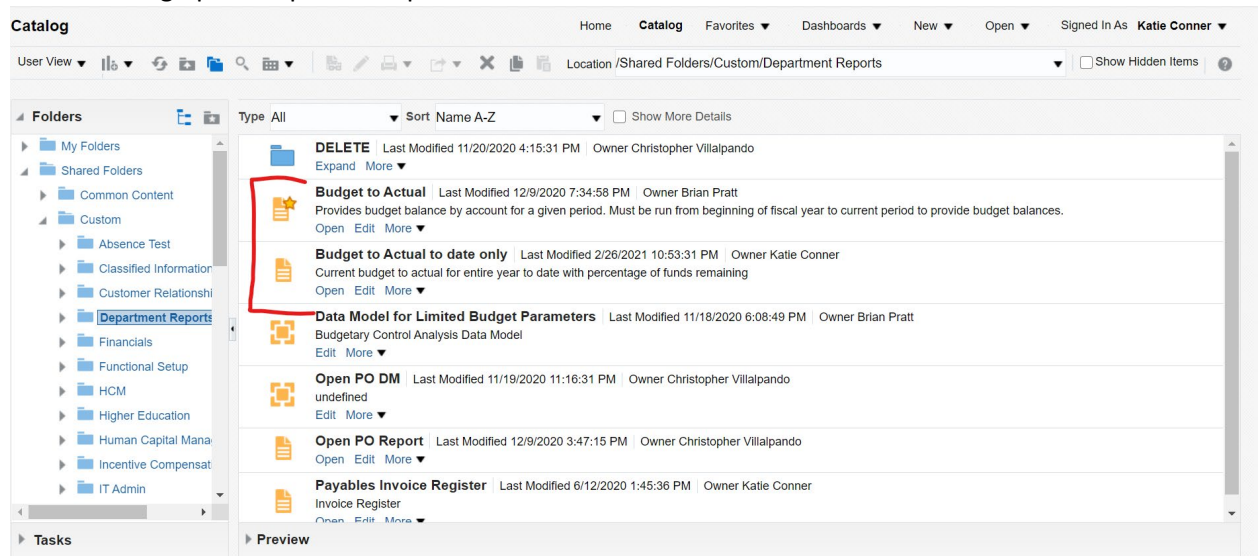 Catalog
Home Catalog Favorites Dashboards New Open Signed In As Katie Conner
User View Location /Shared Folders/Custom/Department Reports Show Hidden Items
Folders
Type All Sort Name A-Z Show More Details
My Folders
Shared Folders
Common Content
Custom
Absence Test
Classified Information
Customer Relationshi
Department Reports
Financials
Functional Setup
HCM
Higher Education
Human Capital Mana
Incentive Compensat
IT Admin
Tasks
DELETE Last Modified 11/20/2020 4:15:31 PM Owner Christopher Villalpando
Expand More
Budget to Actual Last Modified 12/9/2020 7:34:58 PM Owner Brian Pratt
Provides budget balance by account for a given period. Must be run from beginning of fiscal year to current period to provide budget balances.
Open Edit More
Budget to Actual to date only Last Modified 2/26/2021 10:53:31 PM Owner Katie Conner
Current budget to actual for entire year to date with percentage of funds remaining
Open Edit More
Data Model for Limited Budget Parameters Last Modified 11/18/2020 6:08:49 PM Owner Brian Pratt
Budgetary Control Analysis Data Model
Edit More
Open PO DM Last Modified 11/19/2020 11:16:31 PM Owner Christopher Villalpando
undefined
Edit More
Open PO Report Last Modified 12/9/2020 3:47:15 PM Owner Christopher Villalpando
Open Edit More
Payables Invoice Register Last Modified 6/12/2020 1:45:36 PM Owner Katie Conner
Invoice Register
Open Edit More
Preview